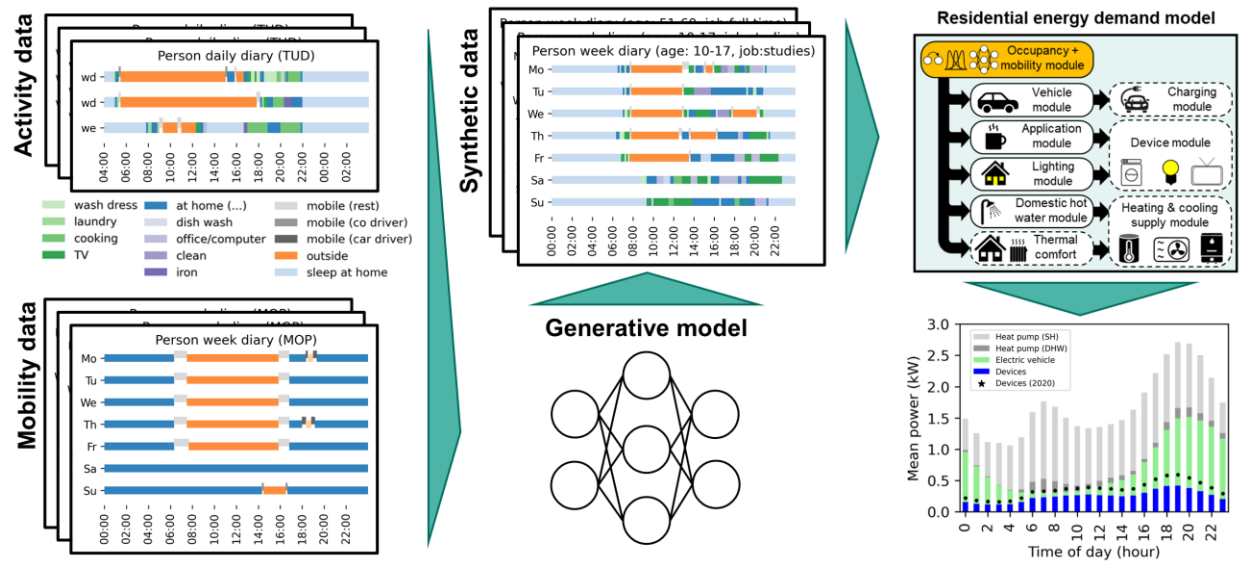 Activity data
Person daily diary (TUD)
wd
wd
we
04:00
06:00
08:00
10:00
12:00
14:00
16:00
18:00
20:00
22:00
00:00
02:00
wash dress
laundry
cooking
TV
at home (...)
dish wash
office/computer
clean
iron
mobile (rest)
mobile (co driver)
mobile (car driver)
outside
sleep at home
Mobility data
Person week diary (MOP)
Mo
Tu
We
Th
Fr
Sa
Su
00:00
02:00
04:00
06:00
08:00
10:00
12:00
14:00
16:00
18:00
20:00
22:00
Synthetic data
Person week diary (age: 10-17, job:studies)
Mo
Tu
We
Th
Fr
Sa
Su
00:00
02:00
04:00
06:00
08:00
10:00
12:00
14:00
16:00
18:00
20:00
22:00
Generative model
Residential energy demand model
Occupancy +
mobility module
Vehicle
module
Charging
module
Application
module
Device module
Lighting
module
Domestic hot
water module
Heating & cooling
supply module
Thermal
comfort
Mean power (kW)
3.0
2.5
2.0
1.5
1.0
0.5
0.0
Heat pump (SH)
Heat pump (DHW)
Electric vehicle
Devices
Devices (2020)
0
2
4
6
8
10
12
14
16
18
20
22
Time of day (hour)